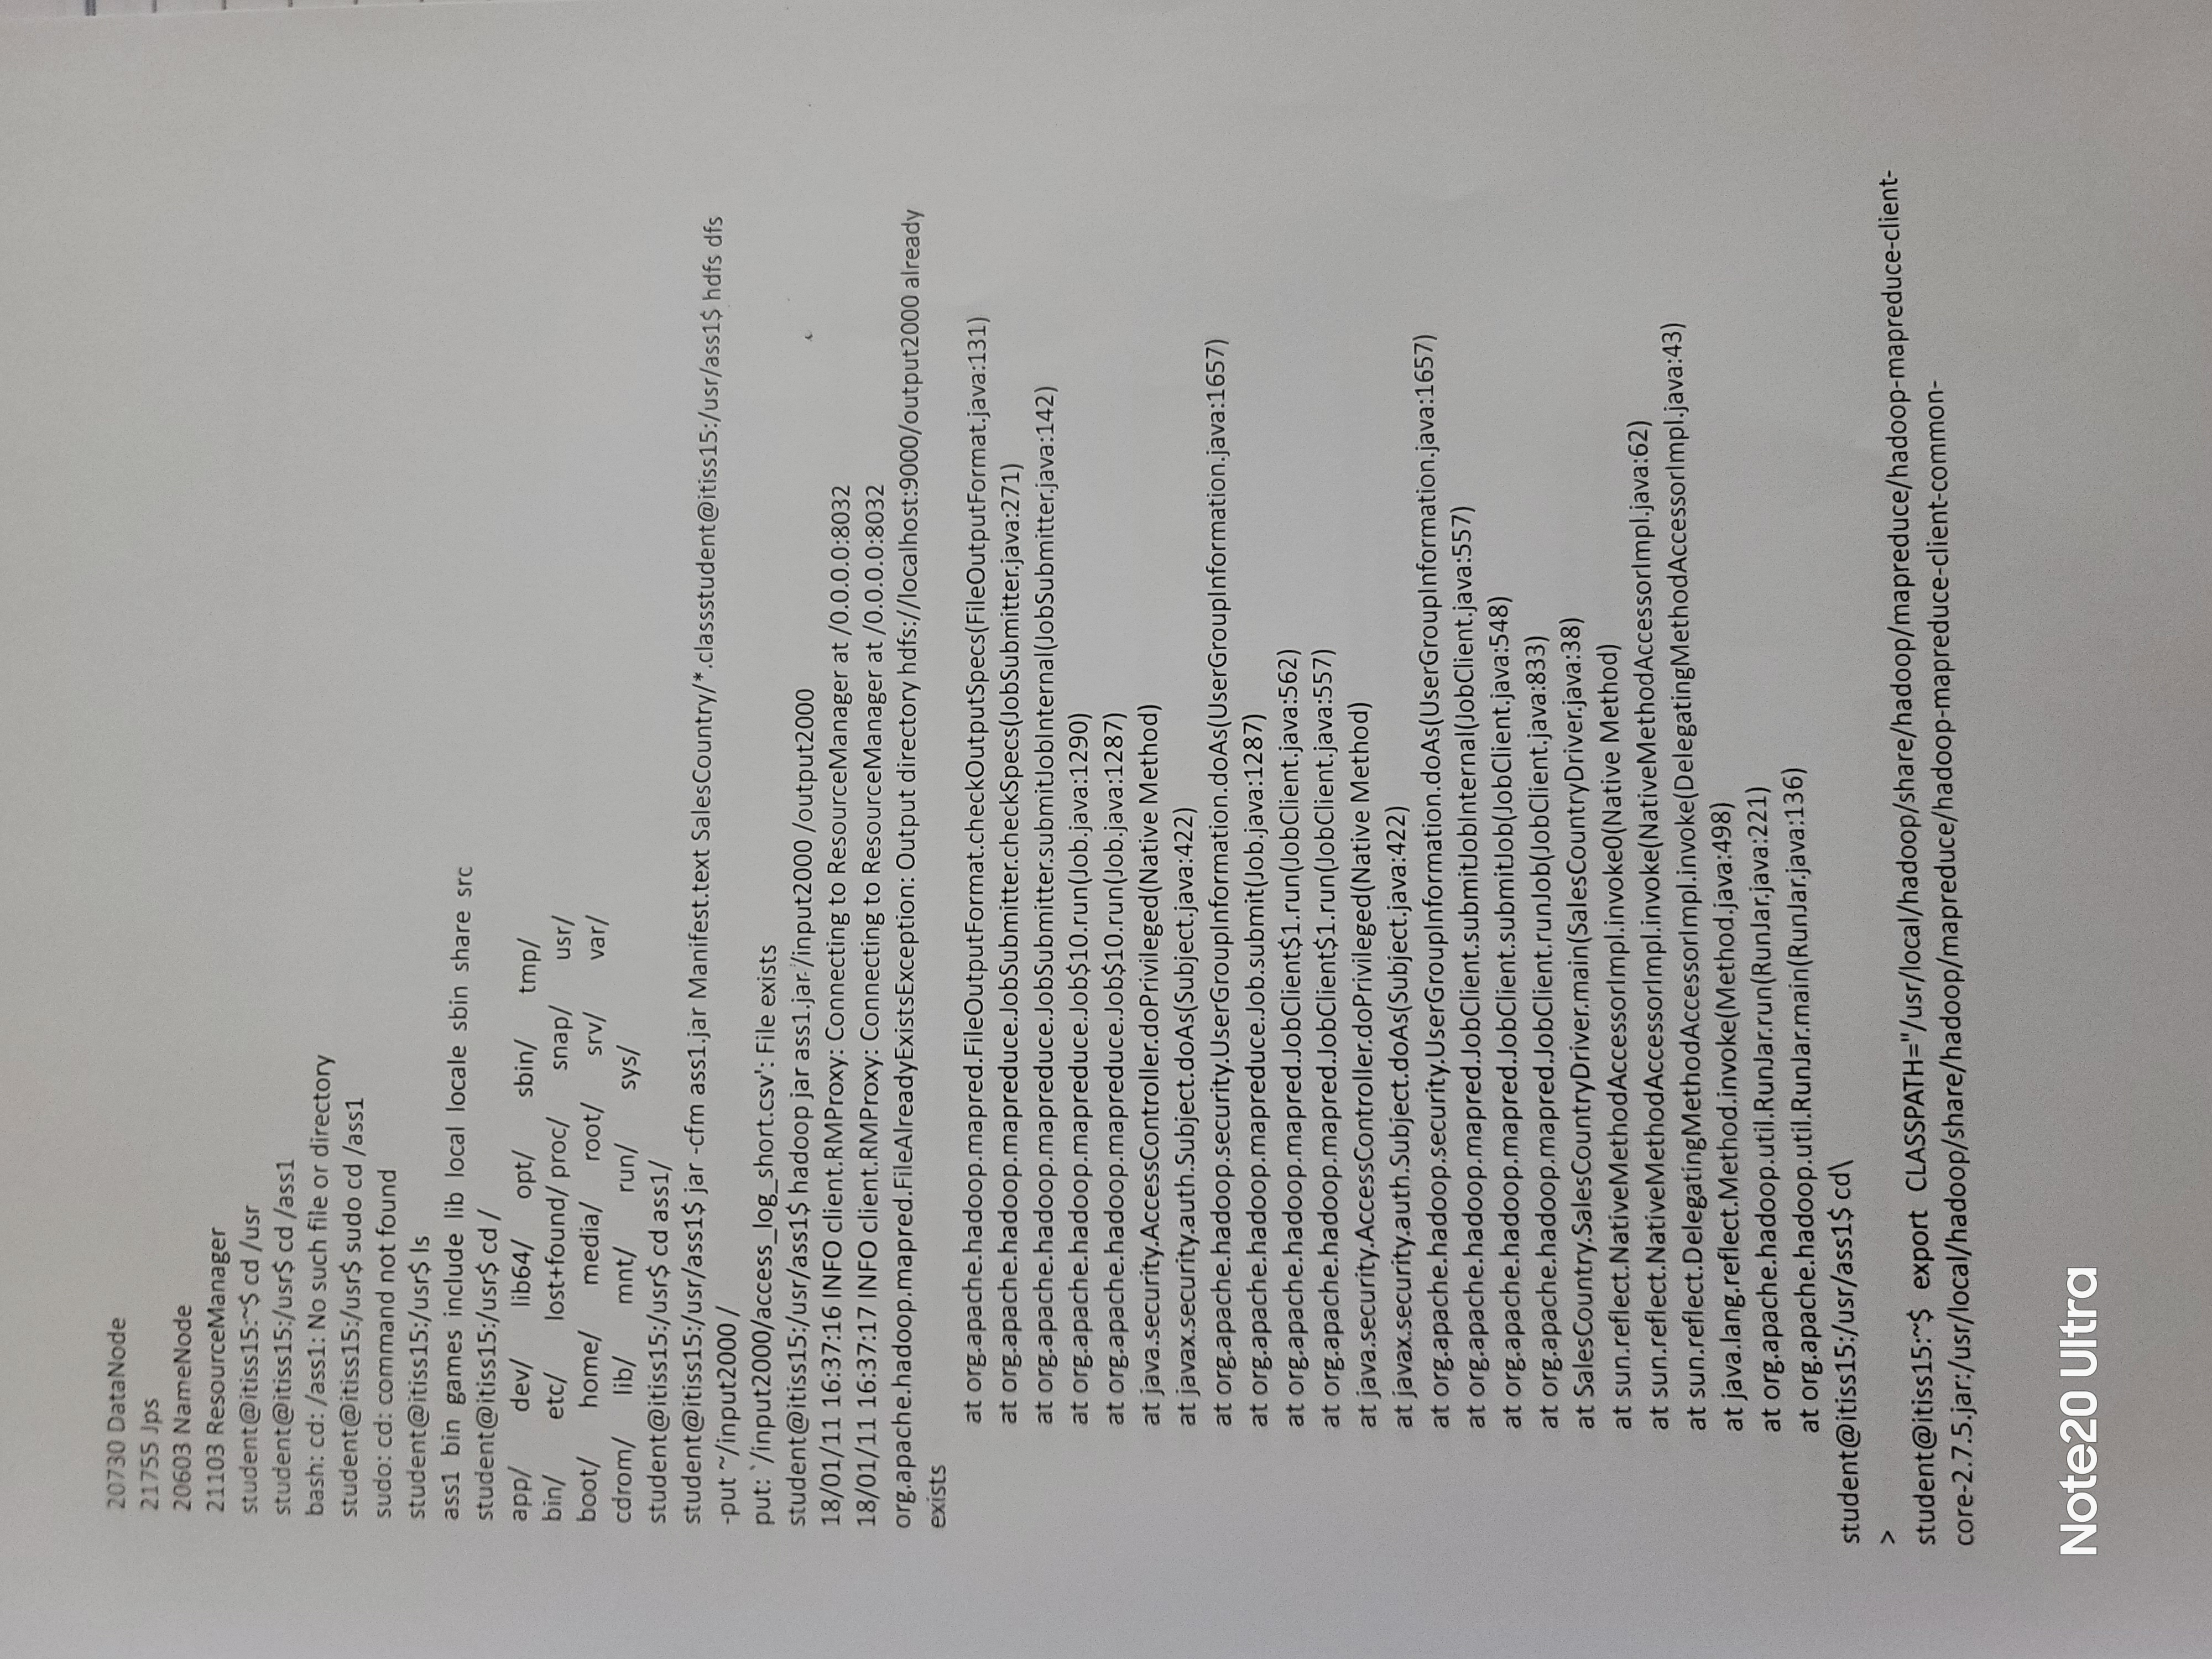 20730 DataNode
21755 Jps
20603 NameNode
21103 ResourceManager
student@itiss15:~$ cd /usr
student@itiss15:/usr$ cd /ass1
bash: cd: /ass1: No such file or directory
student@itiss15:/usr$ sudo cd /ass1
sudo: cd: command not found
student@itiss15:/usr$ ls
ass1 bin games include lib local locale sbin share src
student@itiss15:/usr$ cd /
app/ dev/ lib64/ opt/ sbin/ tmp/
bin/ etc/ lost+found/ proc/ snap/ usr/
boot/ home/ media/ root/ srv/ var/
cdrom/ lib/ mnt/ run/ sys/
student@itiss15:/usr$ cd ass1/
student@itiss15:/usr/ass1$ jar -cfm ass1.jar Manifest.text SalesCountry/*.classstudent@itiss15:/usr/ass1$ hdfs dfs
-put ~/input2000 /
put: `/input2000/access_log_short.csv': File exists
student@itiss15:/usr/ass1$ hadoop jar ass1.jar /input2000 /output2000
18/01/11 16:37:16 INFO client.RMProxy: Connecting to ResourceManager at /0.0.0.0:8032
18/01/11 16:37:17 INFO client.RMProxy: Connecting to ResourceManager at /0.0.0.0:8032
org.apache.hadoop.mapred.FileAlreadyExistsException: Output directory hdfs://localhost:9000/output2000 already
exists
at org.apache.hadoop.mapred.FileOutputFormat.checkOutputSpecs(FileOutputFormat.java:131)
at org.apache.hadoop.mapreduce.JobSubmitter.checkSpecs(JobSubmitter.java:271)
at org.apache.hadoop.mapreduce.JobSubmitter.submitJobInternal(JobSubmitter.java:142)
at org.apache.hadoop.mapreduce.Job$10.run(Job.java:1290)
at org.apache.hadoop.mapreduce.Job$10.run(Job.java:1287)
at java.security.AccessController.doPrivileged(Native Method)
at javax.security.auth.Subject.doAs(Subject.java:422)
at org.apache.hadoop.security.UserGroupInformation.doAs(UserGroupInformation.java:1657)
at org.apache.hadoop.mapreduce.Job.submit(Job.java:1287)
at org.apache.hadoop.mapred.JobClient$1.run(JobClient.java:562)
at org.apache.hadoop.mapred.JobClient$1.run(JobClient.java:557)
at java.security.AccessController.doPrivileged(Native Method)
at javax.security.auth.Subject.doAs(Subject.java:422)
at org.apache.hadoop.security.UserGroupInformation.doAs(UserGroupInformation.java:1657)
at org.apache.hadoop.mapred.JobClient.submitJobInternal(JobClient.java:557)
at org.apache.hadoop.mapred.JobClient.submitJob(JobClient.java:548)
at org.apache.hadoop.mapred.JobClient.runJob(JobClient.java:833)
at SalesCountry.SalesCountryDriver.main(SalesCountryDriver.java:38)
at sun.reflect.NativeMethodAccessorImpl.invoke0(Native Method)
at sun.reflect.NativeMethodAccessorImpl.invoke(NativeMethodAccessorImpl.java:62)
at sun.reflect.DelegatingMethodAccessorImpl.invoke(DelegatingMethodAccessorImpl.java:43)
at java.lang.reflect.Method.invoke(Method.java:498)
at org.apache.hadoop.util.RunJar.run(RunJar.java:221)
at org.apache.hadoop.util.RunJar.main(RunJar.java:136)
student@itiss15:/usr/ass1$ cd\
>
student@itiss15:~$ export CLASSPATH="/usr/local/hadoop/share/hadoop/mapreduce/hadoop-mapreduce-client-
core-2.7.5.jar:/usr/local/hadoop/share/hadoop/mapreduce/hadoop-mapreduce-client-common-
Note20 Ultra